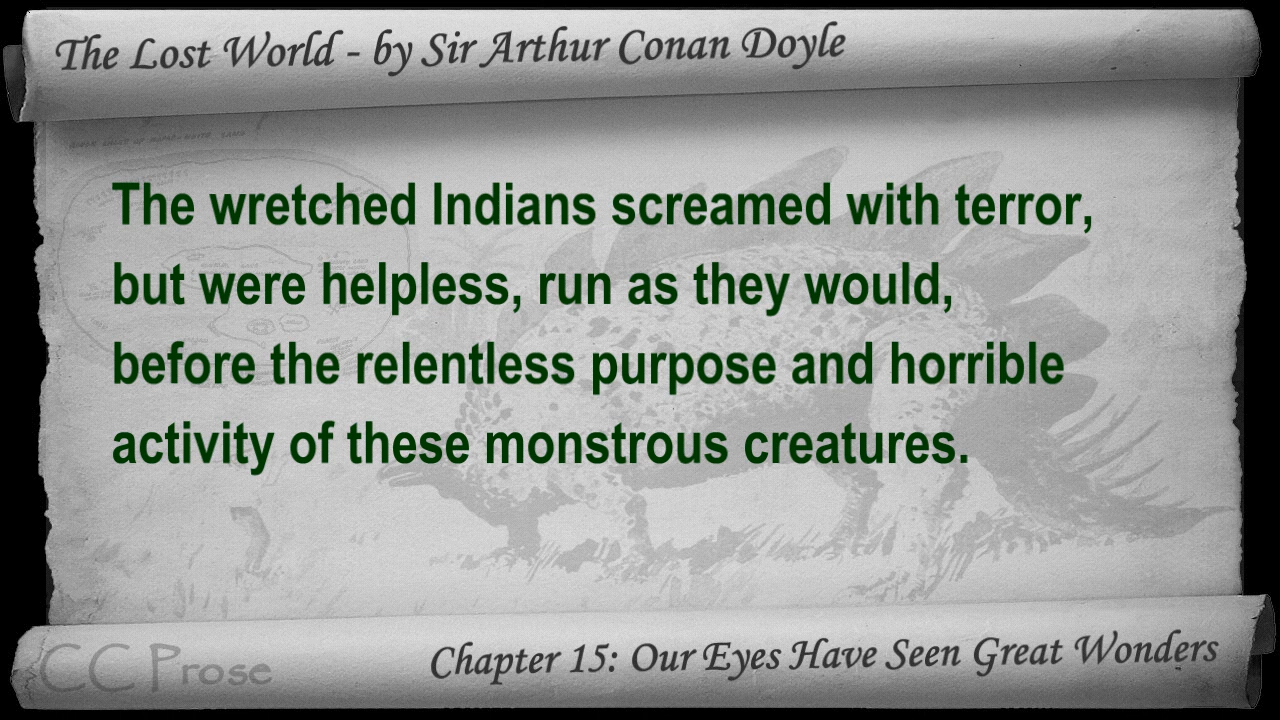 The Lost World - by Sir Arthur Conan Doyle
The wretched Indians screamed with terror,
but were helpless, run as they would,
before the relentless purpose and horrible
activity of these monstrous creatures.
CC Prose
Chapter 15: Our Eyes Have Seen Great Wonders